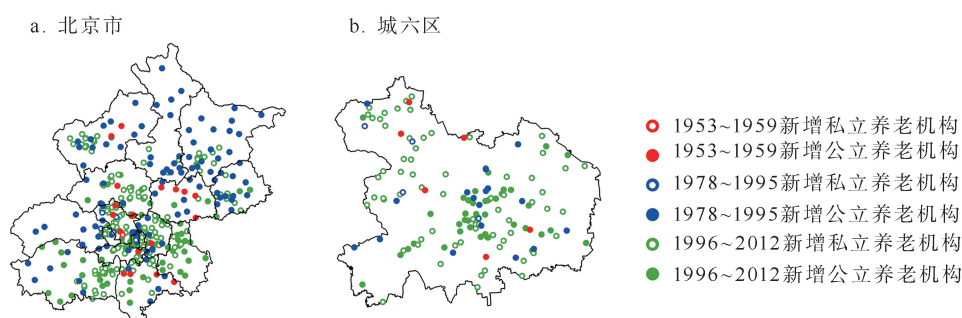 a. 北京市
b. 城六区
1953~1959新增私立养老机构
1953~1959新增公立养老机构
1978~1995新增私立养老机构
1978~1995新增公立养老机构
1996~2012新增私立养老机构
1996~2012新增公立养老机构